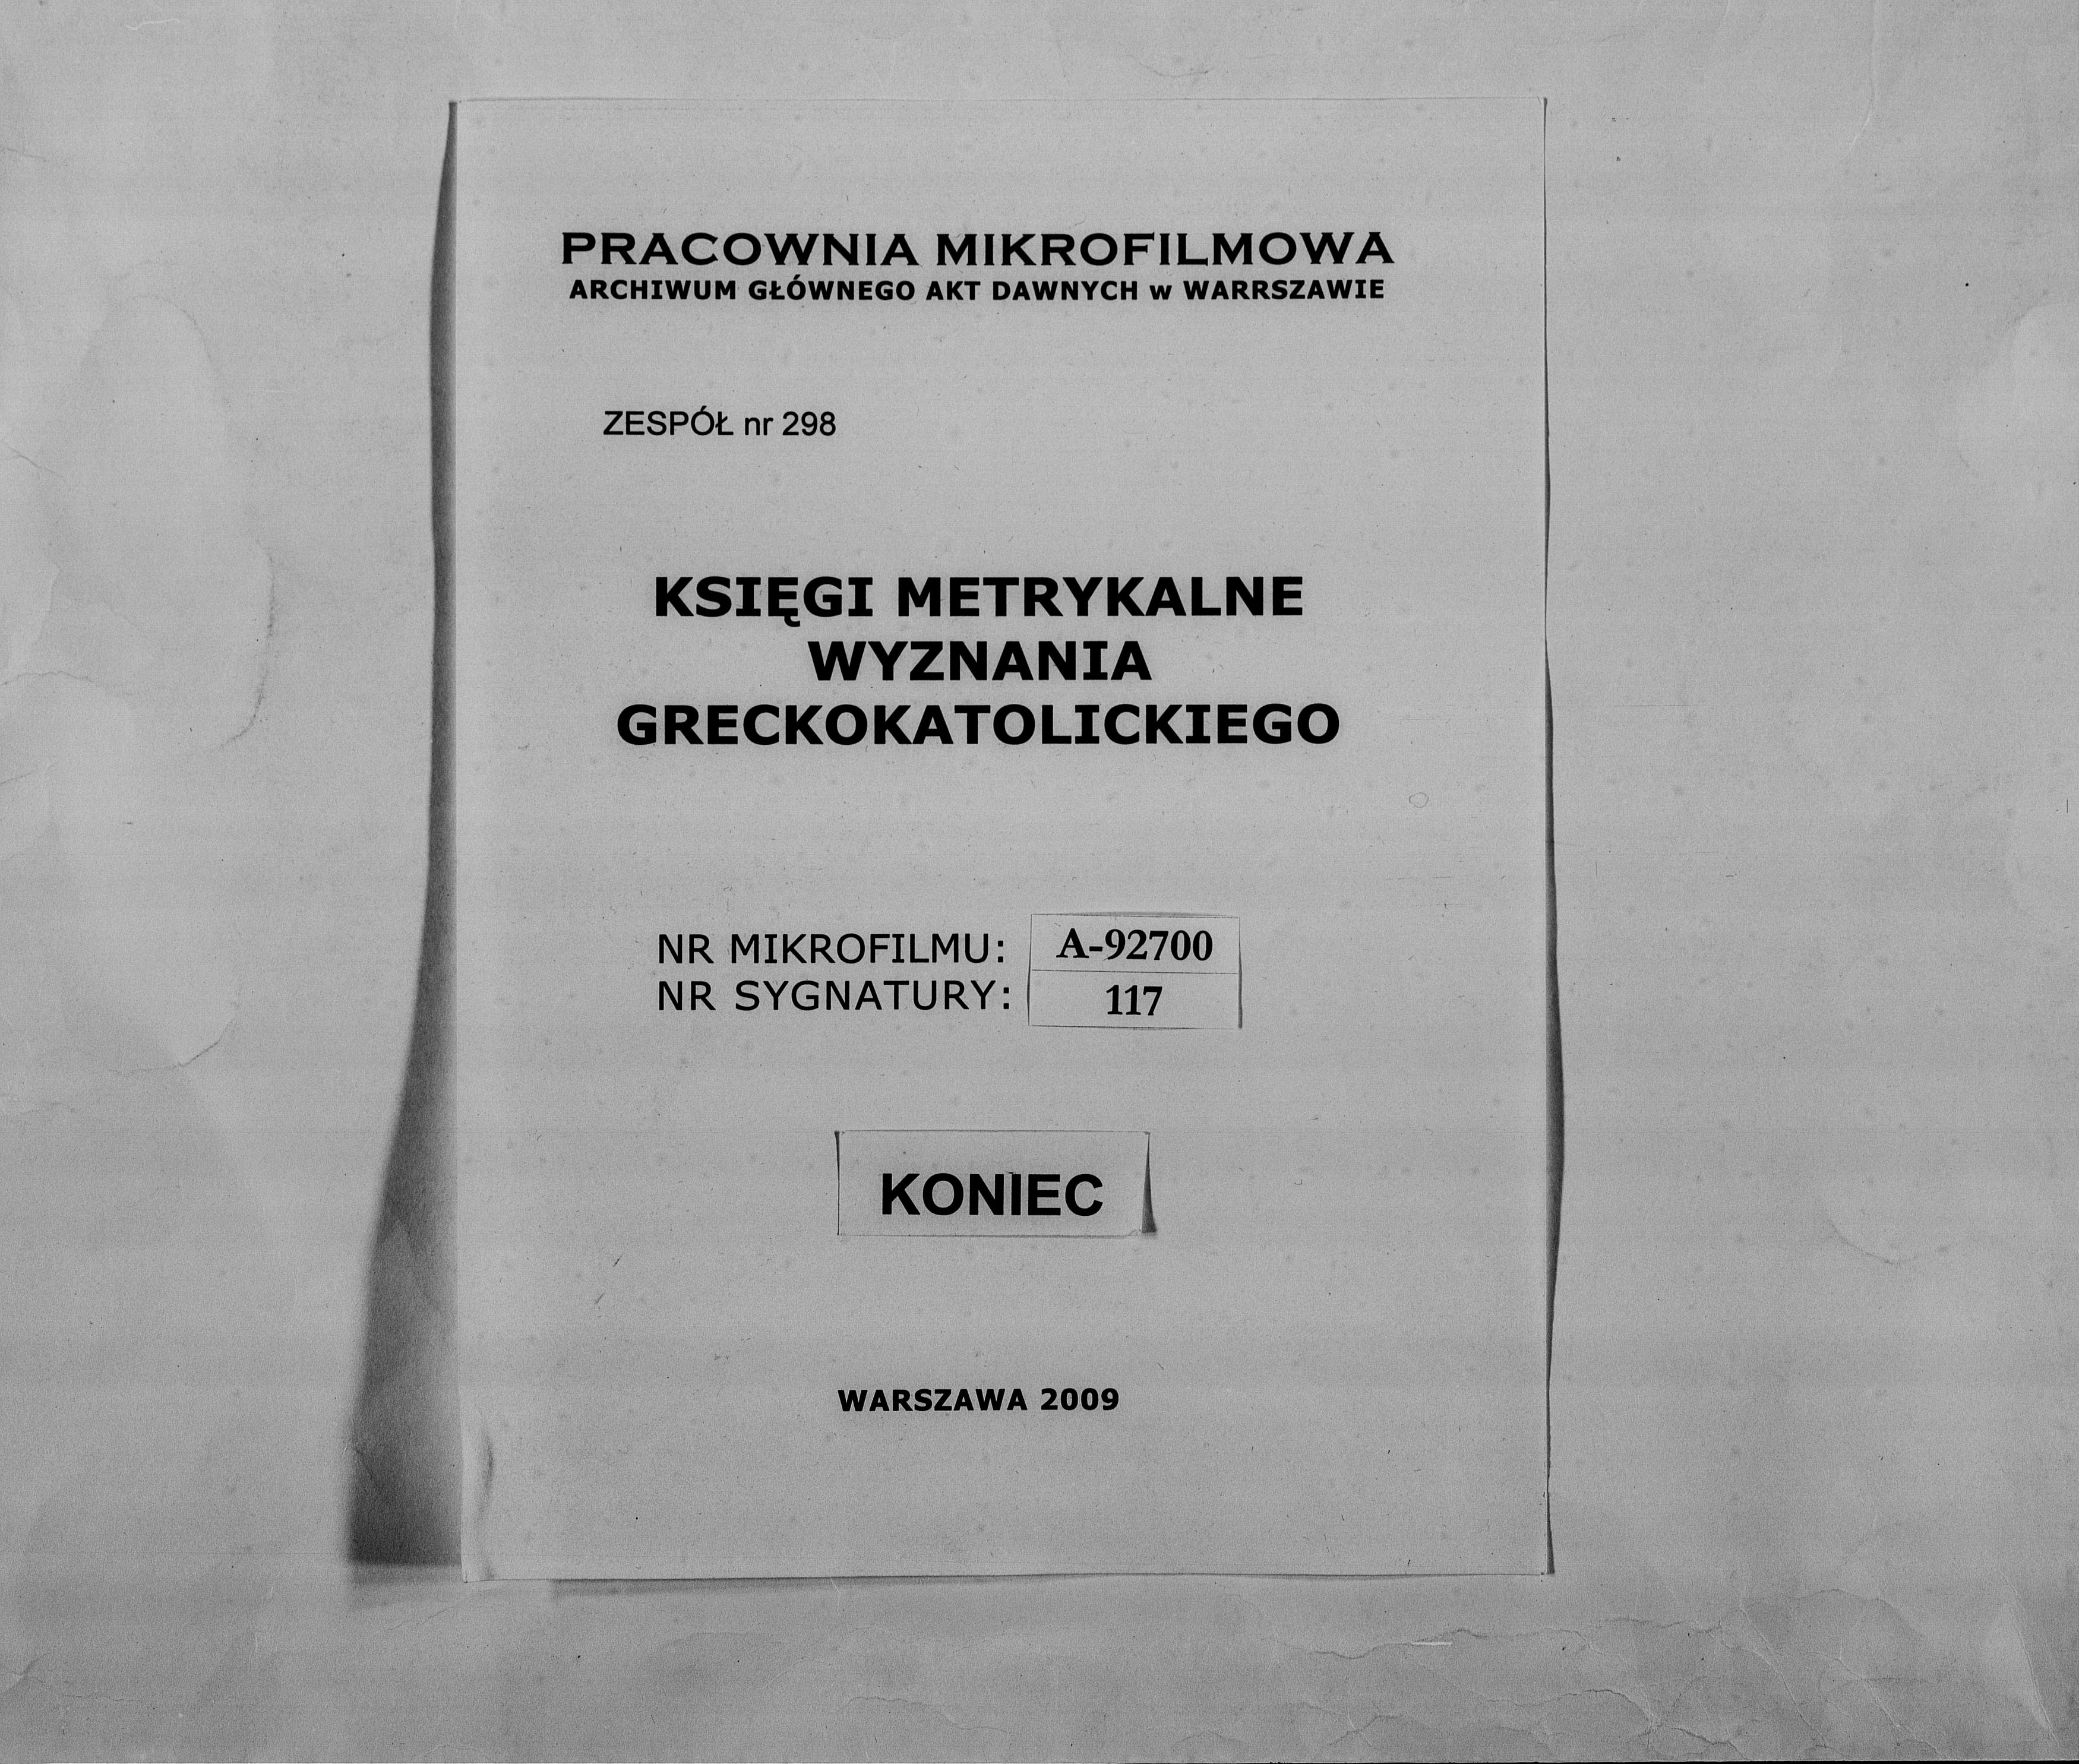 PRACOWNIA MIKROFILMOWA
ARCHIWUM GŁÓWNEGO AKT DAWNYCH w WARRSZAWIE
ZESPÓŁ nr 298
KSIĘGI METRYKALNE
WYZNANIA
GRECKOKATOLICKIEGO
NR MIKROFILMU: A-92700
NR SYGNATURY: 117
KONIEC
WARSZAWA 2009